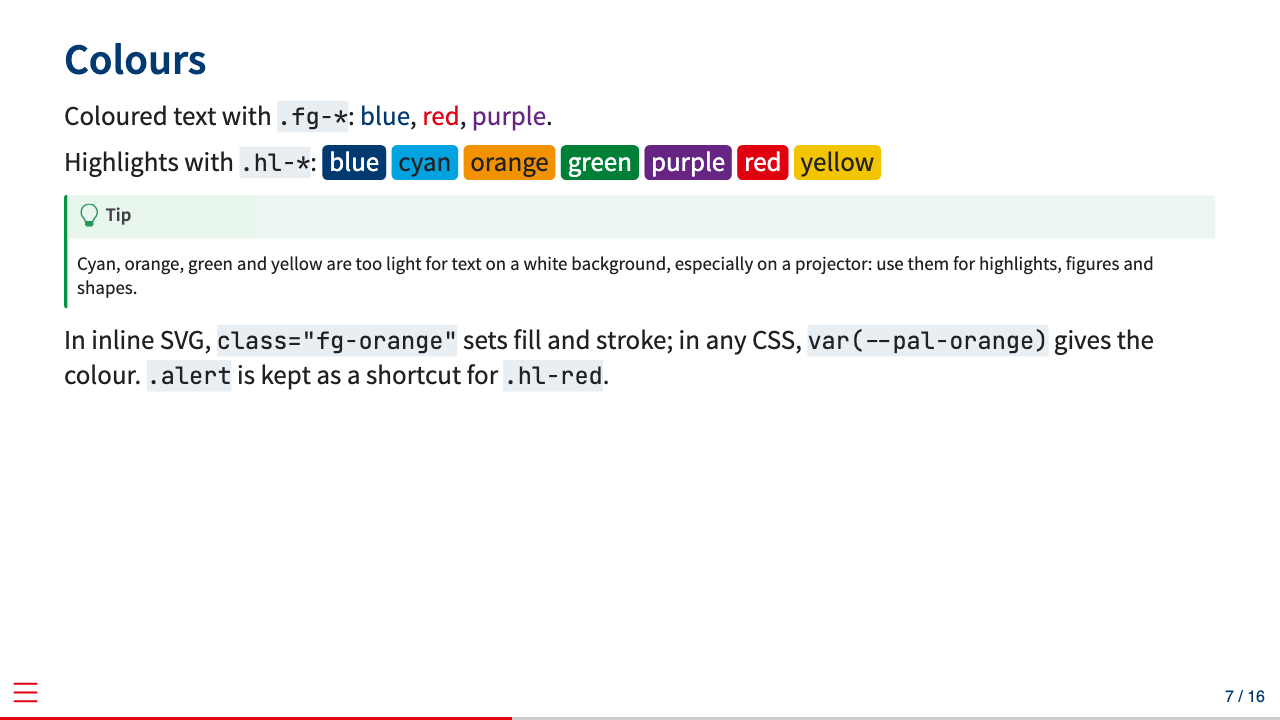 Colours
Coloured text with .fg-*: blue, red, purple.
Highlights with .hl-*: blue cyan orange green purple red yellow
Tip
Cyan, orange, green and yellow are too light for text on a white background, especially on a projector: use them for highlights, figures and
shapes.
In inline SVG, class="fg-orange" sets fill and stroke; in any CSS, var(--pal-orange) gives the
colour. .alert is kept as a shortcut for .hl-red.
7 / 16